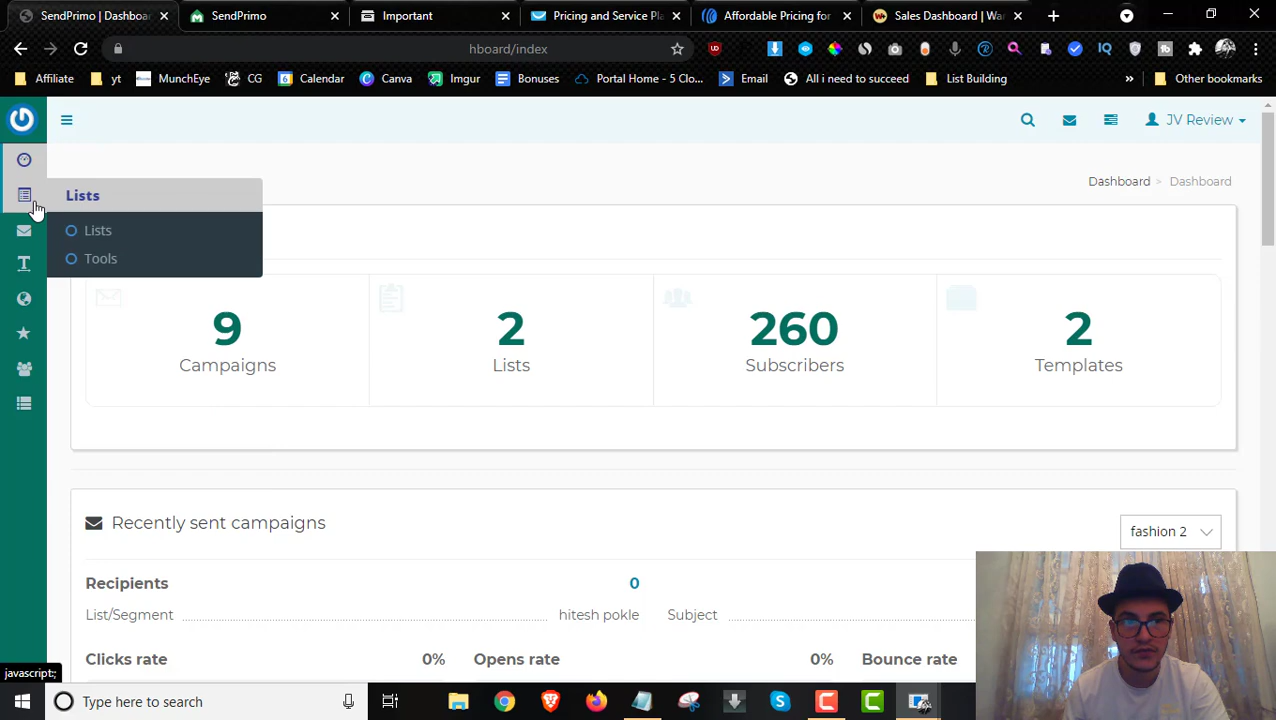 SendPrimo | Dashboa
SendPrimo
Important
Pricing and Service Pla
Affordable Pricing for
Sales Dashboard | Wa
hboard/index
Affiliate
yt
MunchEye
CG
Calendar
Canva
Imgur
Bonuses
Portal Home - 5 Clo...
Email
All i need to succeed
List Building
»
Other bookmarks
JV Review
Lists
Dashboard > Dashboard
Lists
Tools
9
2
260
2
Campaigns
Lists
Subscribers
Templates
Recently sent campaigns
fashion 2
Recipients
0
List/Segment
hitesh pokle
Subject
Clicks rate
0%
Opens rate
0%
Bounce rate
javascript:;
Type here to search